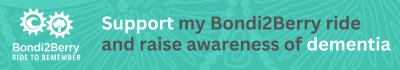 Bondi2Berry
RIDE TO REMEMBER
Support my Bondi2Berry ride
and raise awareness of dementia